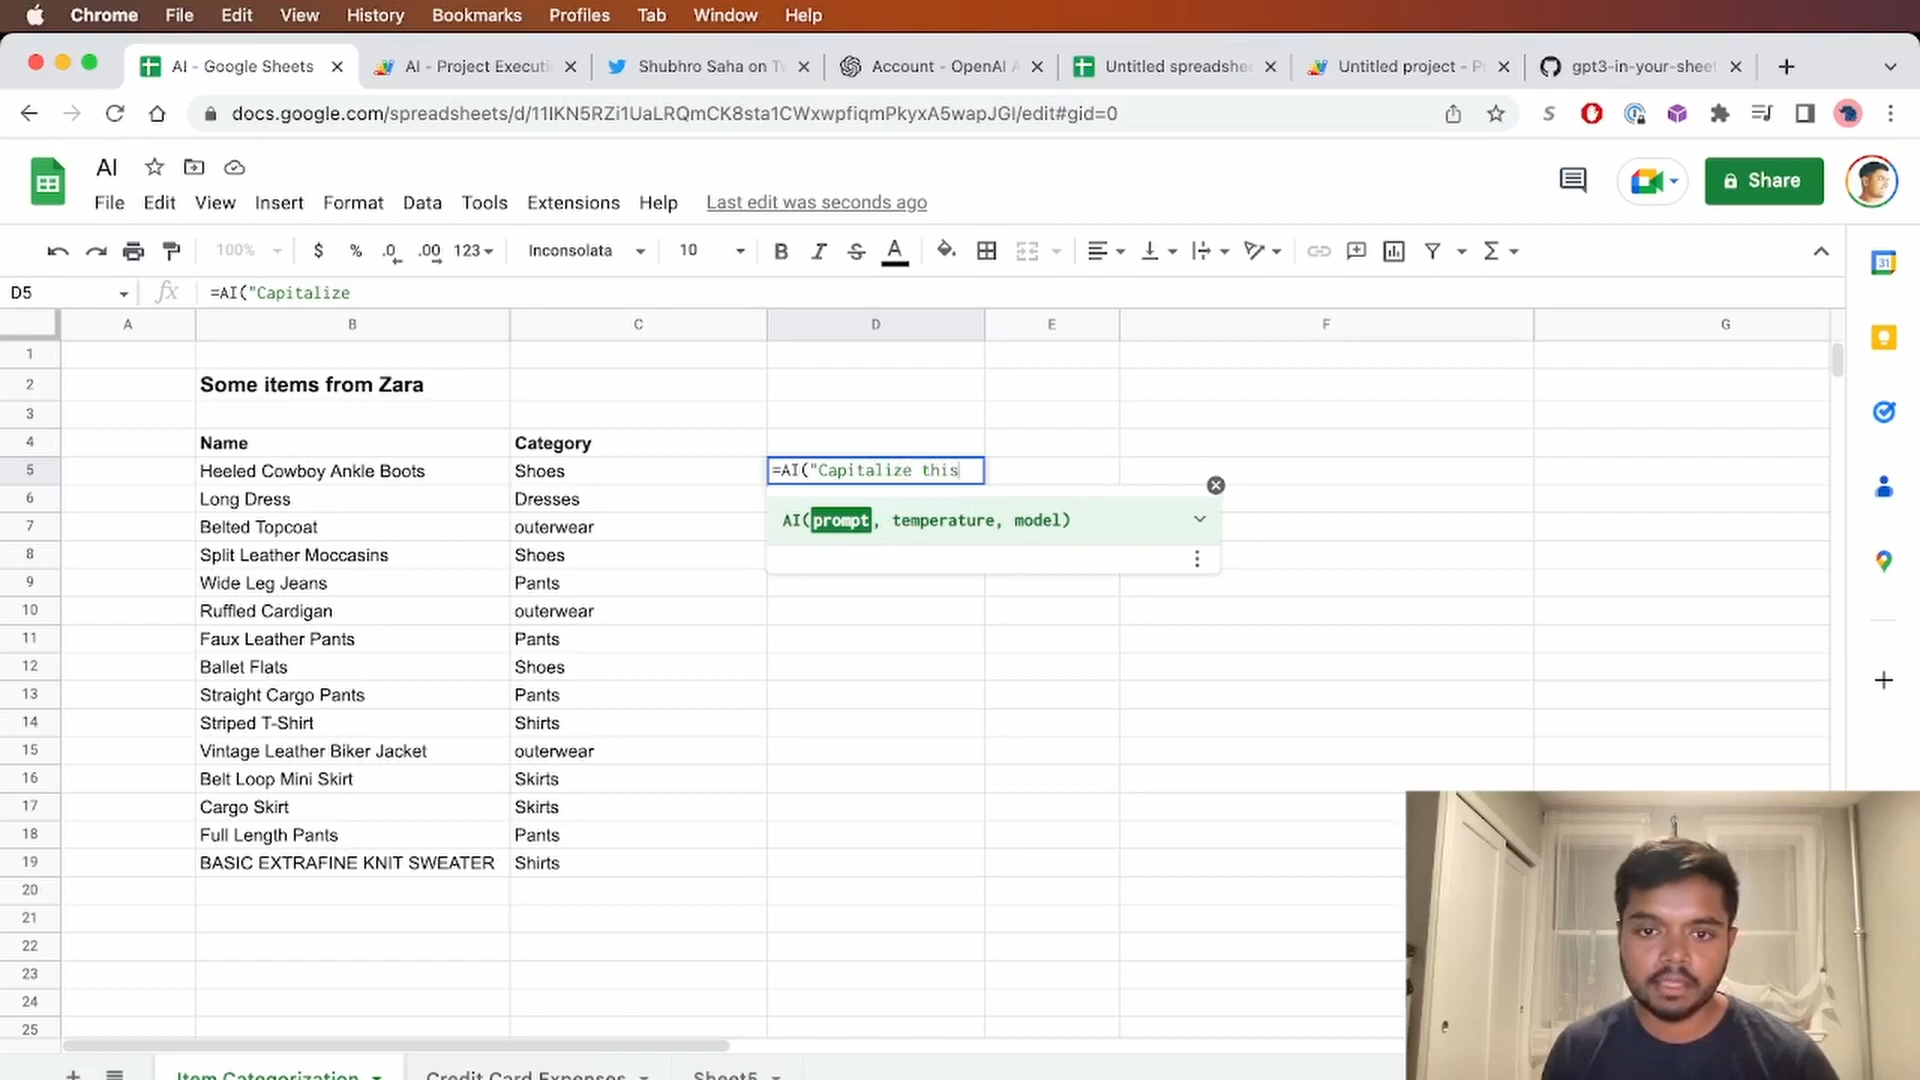 Chrome File Edit View History Bookmarks Profiles Tab Window Help
AI - Google Sheets AI - Project Executi Shubhro Saha on Tw Account - OpenAI A Untitled spreadshe Untitled project - P gpt3-in-your-sheet
docs.google.com/spreadsheets/d/11IKN5RZi1UaLRQmCK8sta1CWxwpfiqmPkyxA5wapJGI/edit#gid=0
AI
Share
File Edit View Insert Format Data Tools Extensions Help Last edit was seconds ago
100% $ % .0 .00 123 Inconsolata 10 B I S A
31
D5 fx =AI("Capitalize
A B C D E F G
1
2 Some items from Zara
3
4 Name Category
5 Heeled Cowboy Ankle Boots Shoes =AI("Capitalize this
6 Long Dress Dresses
AI(prompt, temperature, model)
7 Belted Topcoat outerwear
8 Split Leather Moccasins Shoes
9 Wide Leg Jeans Pants
10 Ruffled Cardigan outerwear
11 Faux Leather Pants Pants
12 Ballet Flats Shoes
13 Straight Cargo Pants Pants
14 Striped T-Shirt Shirts
15 Vintage Leather Biker Jacket outerwear
16 Belt Loop Mini Skirt Skirts
17 Cargo Skirt Skirts
18 Full Length Pants Pants
19 BASIC EXTRAFINE KNIT SWEATER Shirts
20
21
22
23
24
25
Item Categorization Credit Card Expenses Sheet5